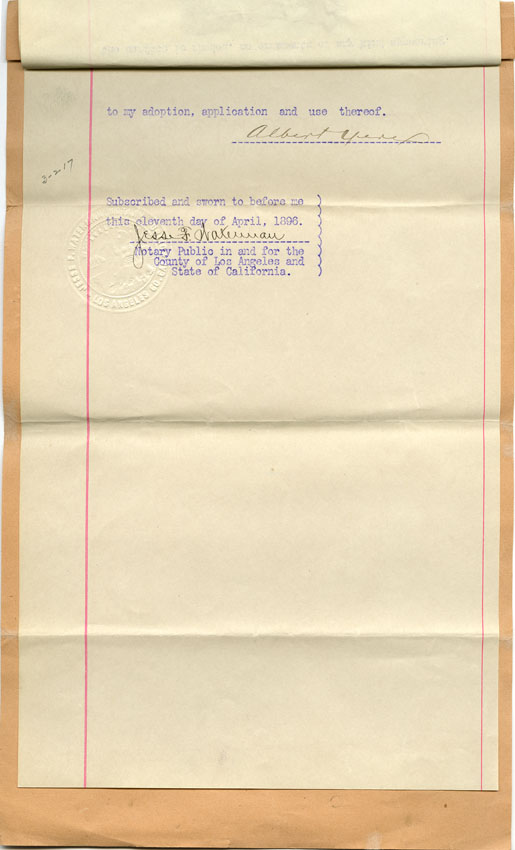 to my adoption, application and use thereof.
Albert
3-2-17
Subscribed and sworn to before me
this eleventh day of April, 1896.
Jesse F. Waterman
Notary Public in and for the
County of Los Angeles and
State of California.
LOS ANGELES